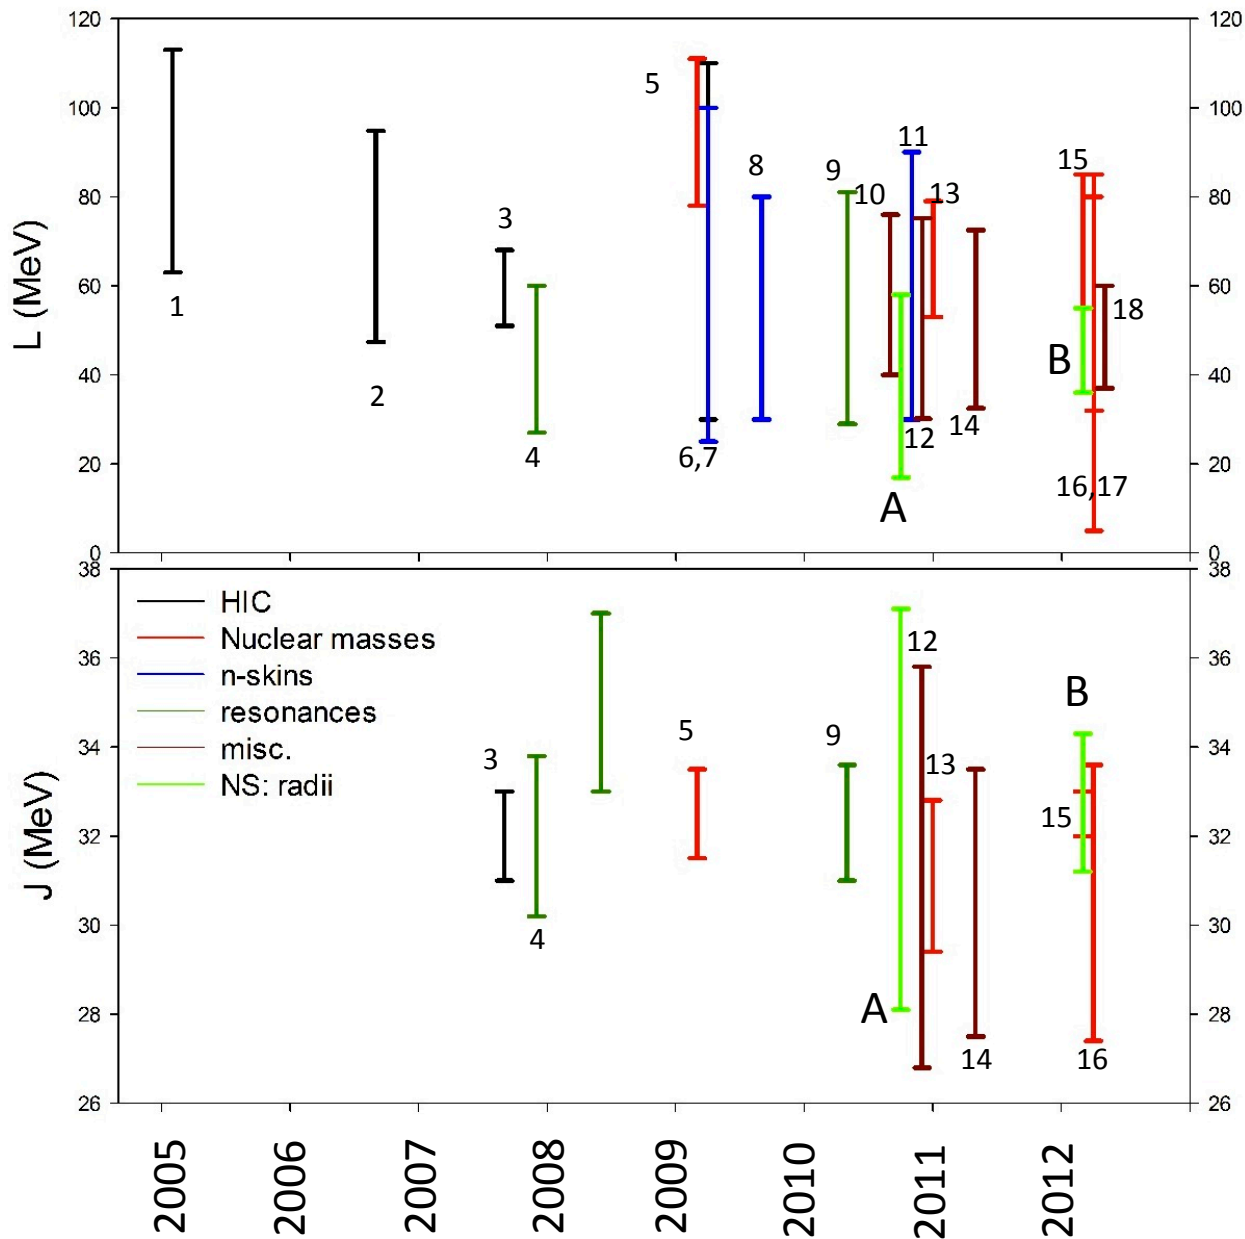 120 120
5
100 100
11
8 9 15
10 13
80 80
3
L (MeV)
60 60
1 18
B
40 40
2
14
12
4 6,7
20 20
16,17
A
0 0
38 38
HIC
Nuclear masses
n-skins
resonances
misc.
NS: radii
12
36 36
B
5 9
34 34
3 13
J (MeV)
15
32 32
30 30
4
A
28 28
14 16
26 26
2005 2006 2007 2008 2009 2010 2011 2012